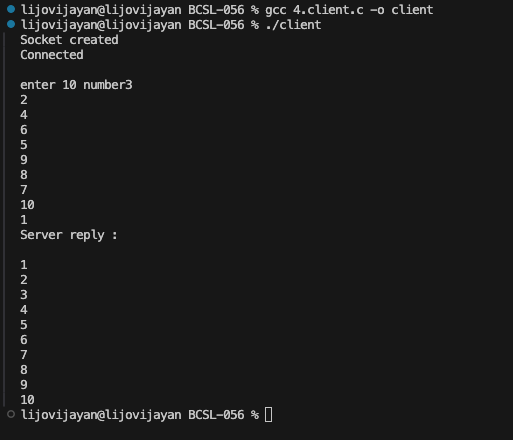 lijovijayan@lijovijayan BCSL-056 % gcc 4.client.c -o client
lijovijayan@lijovijayan BCSL-056 % ./client
Socket created
Connected
enter 10 number3
2
4
6
5
9
8
7
10
1
Server reply :
1
2
3
4
5
6
7
8
9
10
lijovijayan@lijovijayan BCSL-056 %